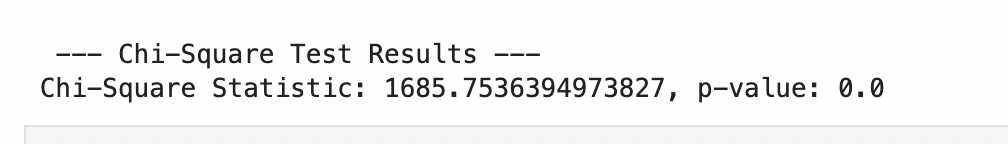 --- Chi-Square Test Results ---
Chi-Square Statistic: 1685.7536394973827, p-value: 0.0